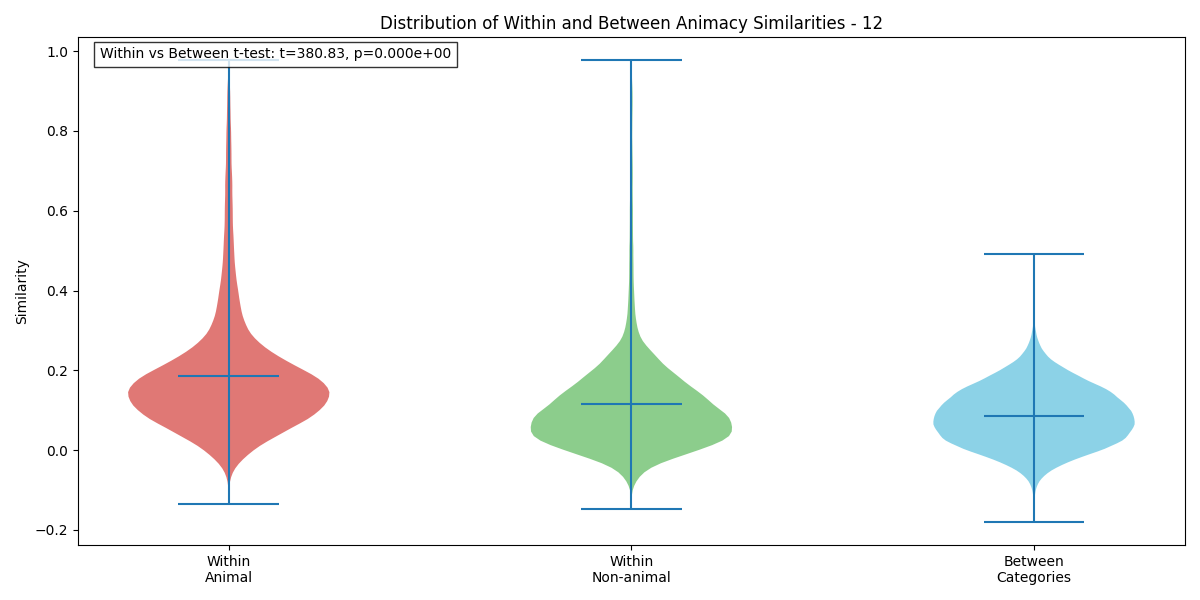 Distribution of Within and Between Animacy Similarities - 12
Within vs Between t-test: t=380.83, p=0.000e+00
Similarity
1.0
0.8
0.6
0.4
0.2
0.0
−0.2
Within
Animal
Within
Non-animal
Between
Categories